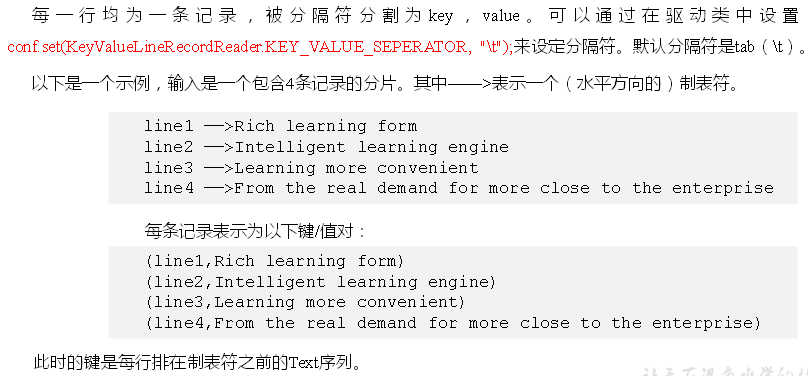 每一行均为一条记录，被分隔符分割为key，value。可以通过在驱动类中设置
conf.set(KeyValueLineRecordReader.KEY_VALUE_SEPERATOR, "\t");来设定分隔符。默认分隔符是tab（\t）。
以下是一个示例，输入是一个包含4条记录的分片。其中——>表示一个（水平方向的）制表符。
line1 ——>Rich learning form
line2 ——>Intelligent learning engine
line3 ——>Learning more convenient
line4 ——>From the real demand for more close to the enterprise
每条记录表示为以下键/值对：
(line1,Rich learning form)
(line2,Intelligent learning engine)
(line3,Learning more convenient)
(line4,From the real demand for more close to the enterprise)
此时的键是每行排在制表符之前的Text序列。